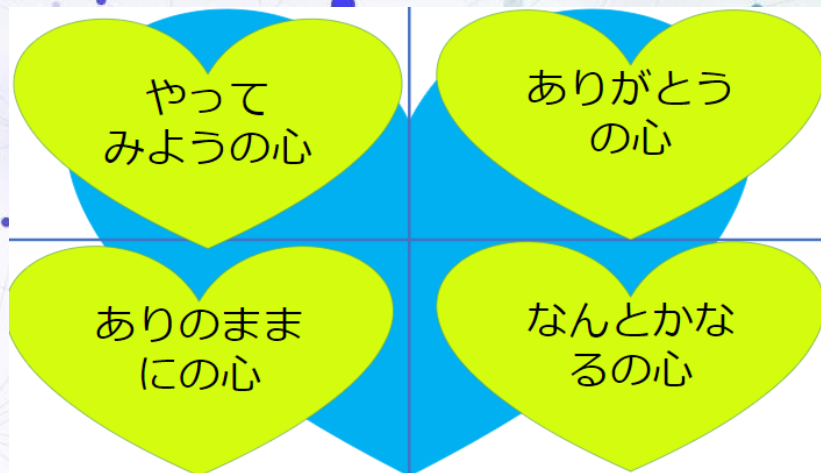 やって
みようの心
ありがとう
の心
ありのまま
にの心
なんとかな
るの心